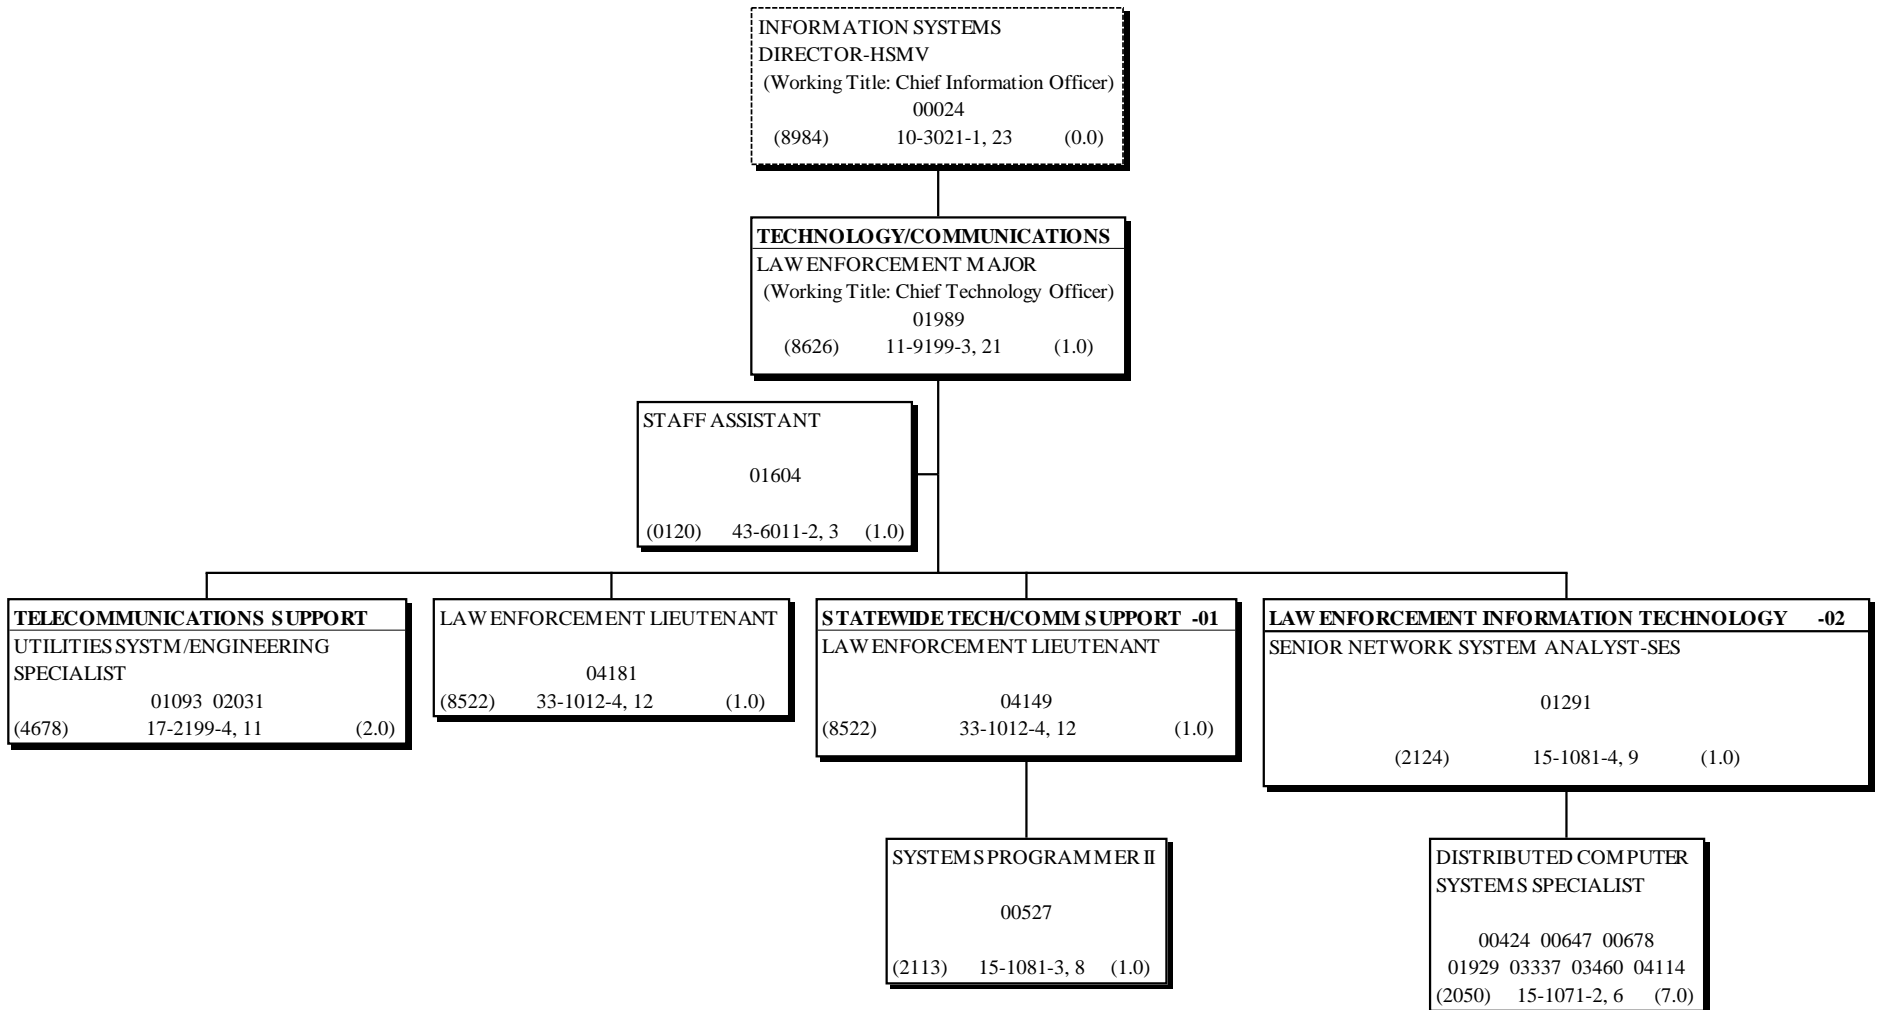 INFORMATION SYSTEMS
DIRECTOR-HSMV
(Working Title: Chief Information Officer)
00024
(8984) 10-3021-1, 23 (0.0)
TECHNOLOGY/COMMUNICATIONS
LAW ENFORCEMENT MAJOR
(Working Title: Chief Technology Officer)
01989
(8626) 11-9199-3, 21 (1.0)
STAFF ASSISTANT
01604
(0120) 43-6011-2, 3 (1.0)
TELECOMMUNICATIONS SUPPORT
UTILITIES SYSTM/ENGINEERING
SPECIALIST
01093 02031
(4678) 17-2199-4, 11 (2.0)
LAW ENFORCEMENT LIEUTENANT
04181
(8522) 33-1012-4, 12 (1.0)
STATEWIDE TECH/COMM SUPPORT -01
LAW ENFORCEMENT LIEUTENANT
04149
(8522) 33-1012-4, 12 (1.0)
LAW ENFORCEMENT INFORMATION TECHNOLOGY -02
SENIOR NETWORK SYSTEM ANALYST-SES
01291
(2124) 15-1081-4, 9 (1.0)
SYSTEMS PROGRAMMER II
00527
(2113) 15-1081-3, 8 (1.0)
DISTRIBUTED COMPUTER
SYSTEMS SPECIALIST
00424 00647 00678
01929 03337 03460 04114
(2050) 15-1071-2, 6 (7.0)